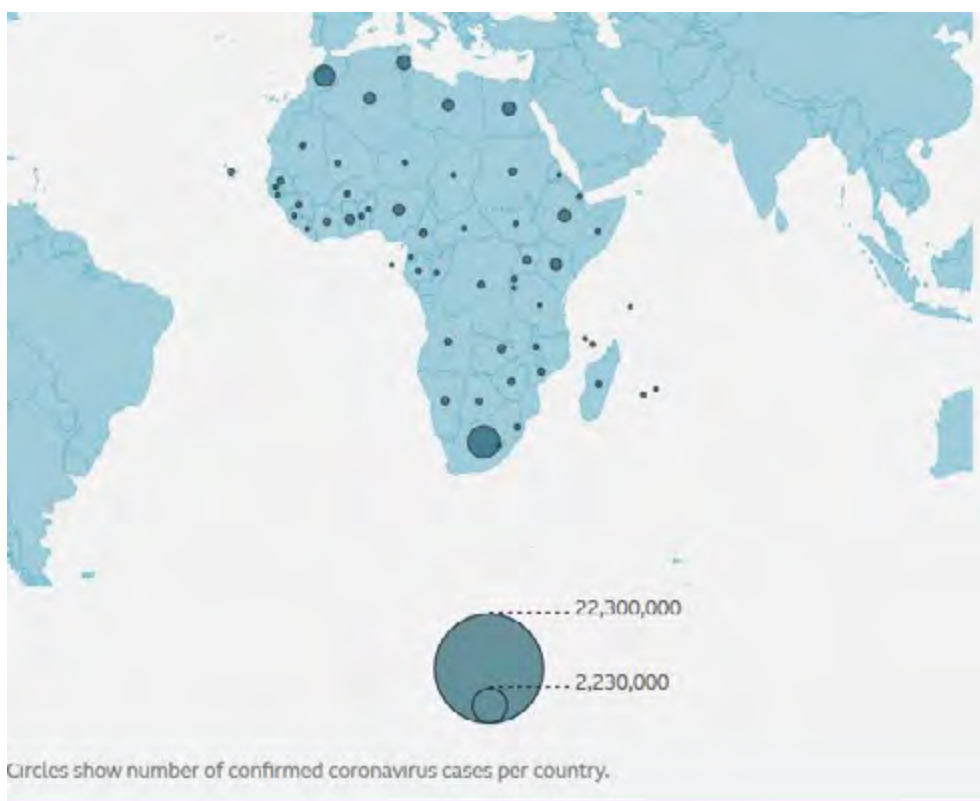 22,300,000
2,230,000
Circles show number of confirmed coronavirus cases per country.